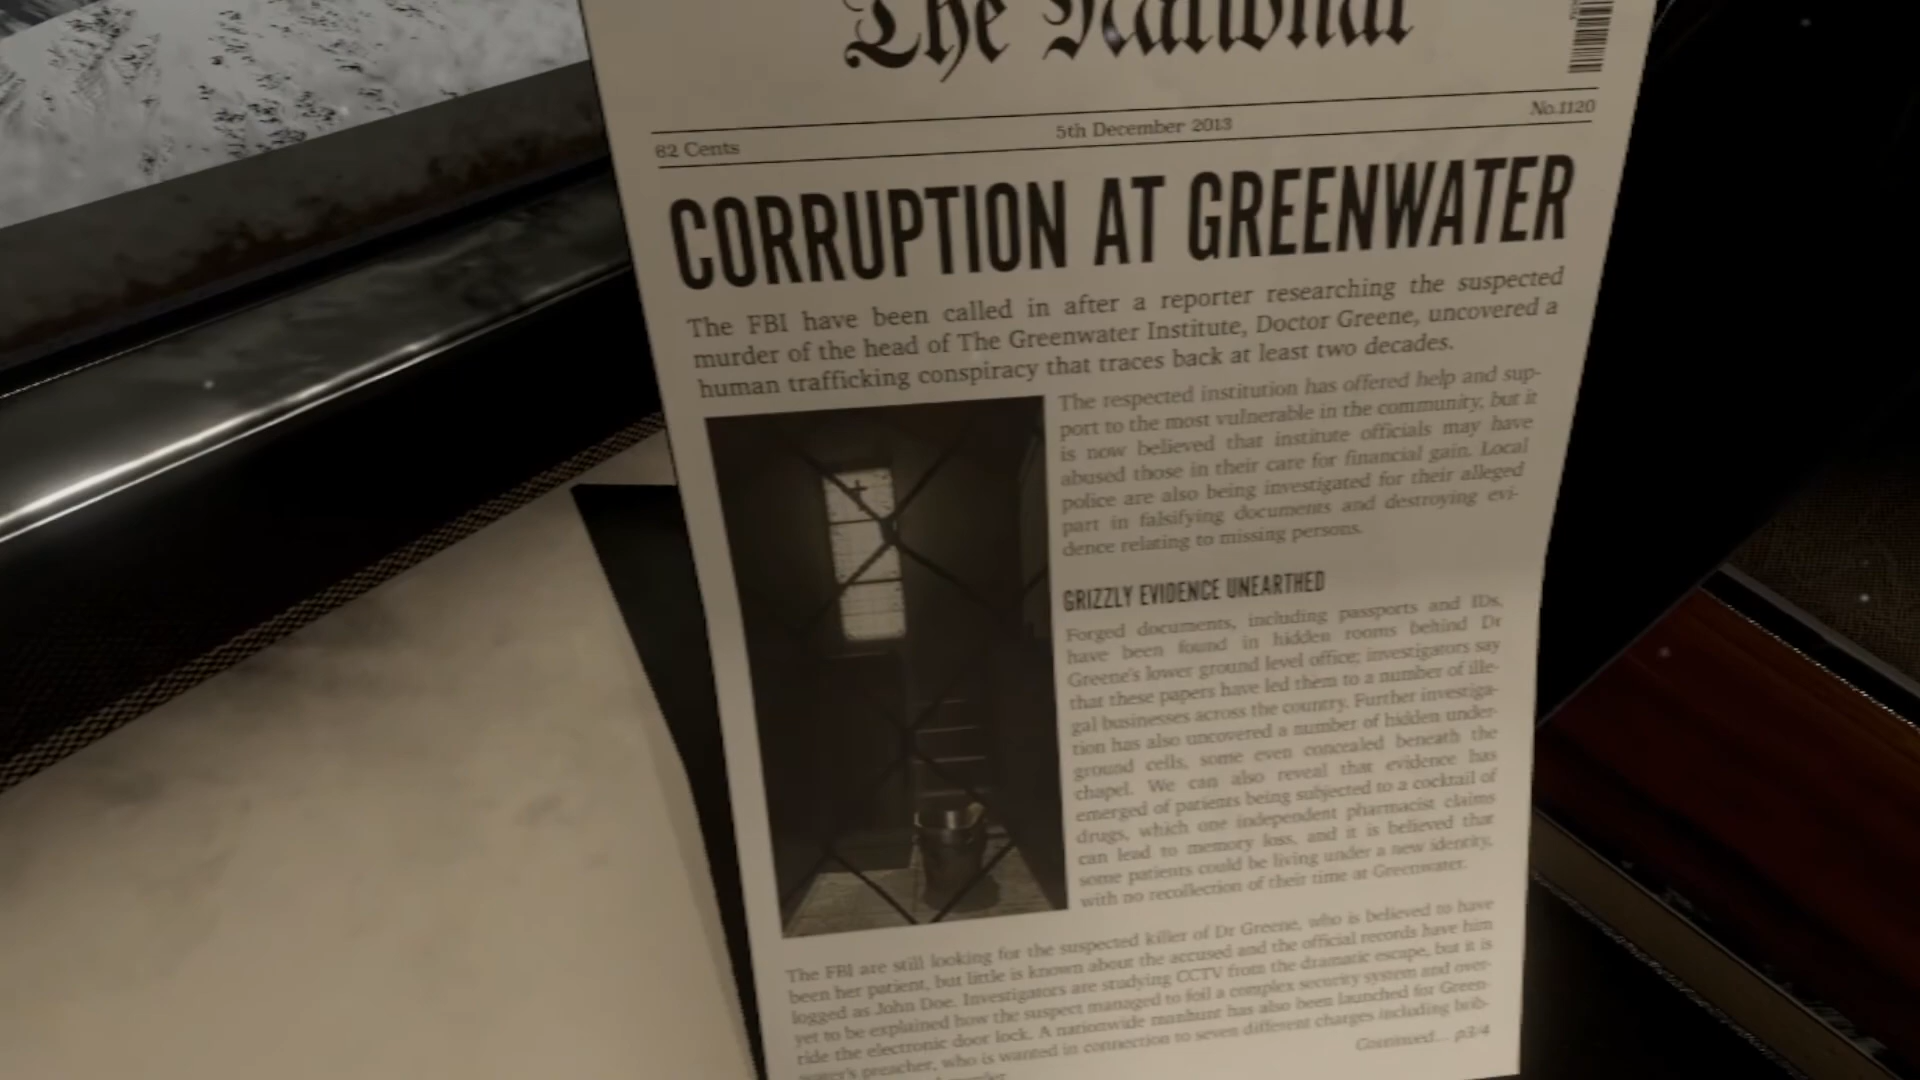 The National
82 Cents
5th December 2013
No.1120
CORRUPTION AT GREENWATER
The FBI have been called in after a reporter researching the suspected
murder of the head of The Greenwater Institute, Doctor Greene, uncovered a
human trafficking conspiracy that traces back at least two decades.
The respected institution has offered help and sup-
port to the most vulnerable in the community, but it
is now believed that institute officials may have
abused those in their care for financial gain. Local
police are also being investigated for their alleged
part in falsifying documents and destroying evi-
dence relating to missing persons.
GRIZZLY EVIDENCE UNEARTHED
Forged documents, including passports and IDs,
have been found in hidden rooms behind Dr
Greene's lower ground level office; investigators say
that these papers have led them to a number of ille-
gal businesses across the country. Further investiga-
tion has also uncovered a number of hidden under-
ground cells, some even concealed beneath the
chapel. We can also reveal that evidence has
emerged of patients being subjected to a cocktail of
drugs, which one independent pharmacist claims
can lead to memory loss, and it is believed that
some patients could be living under a new identity,
with no recollection of their time at Greenwater.
The FBI are still looking for the suspected killer of Dr Greene, who is believed to have
been her patient, but little is known about the accused and the official records have him
logged as John Doe. Investigators are studying CCTV from the dramatic escape, but it is
yet to be explained how the suspect managed to foil a complex security system and over-
ride the electronic door lock. A nationwide manhunt has also been launched for Green-
water's preacher, who is wanted in connection to seven different charges including brib-
Continued... p3/4